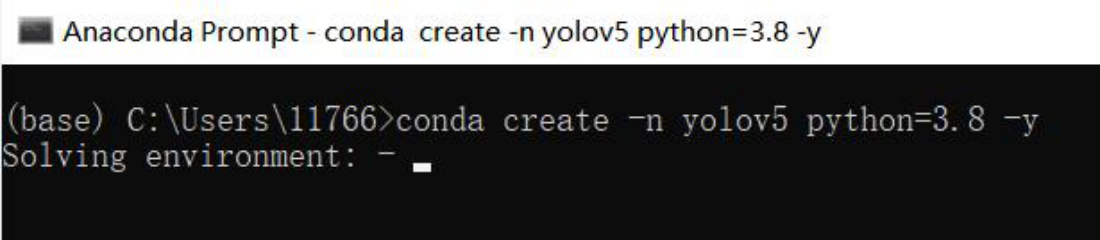 Anaconda Prompt - conda  create -n yolov5 python=3.8 -y
(base) C:\Users\11766>conda create -n yolov5 python=3.8 -y
Solving environment: -